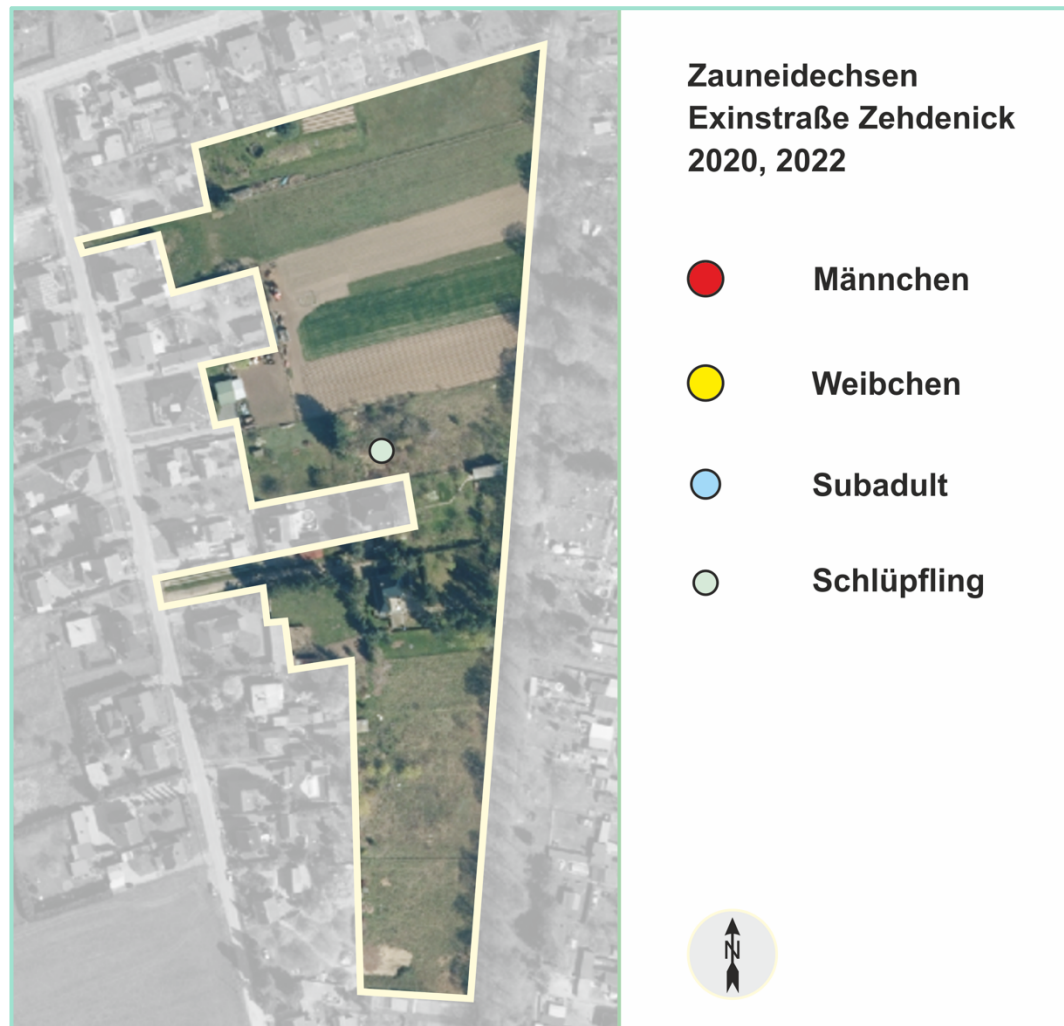 Zauneidechsen
Exinstraße Zehdenick
2020, 2022
Männchen
Weibchen
Subadult
Schlüpfling
N